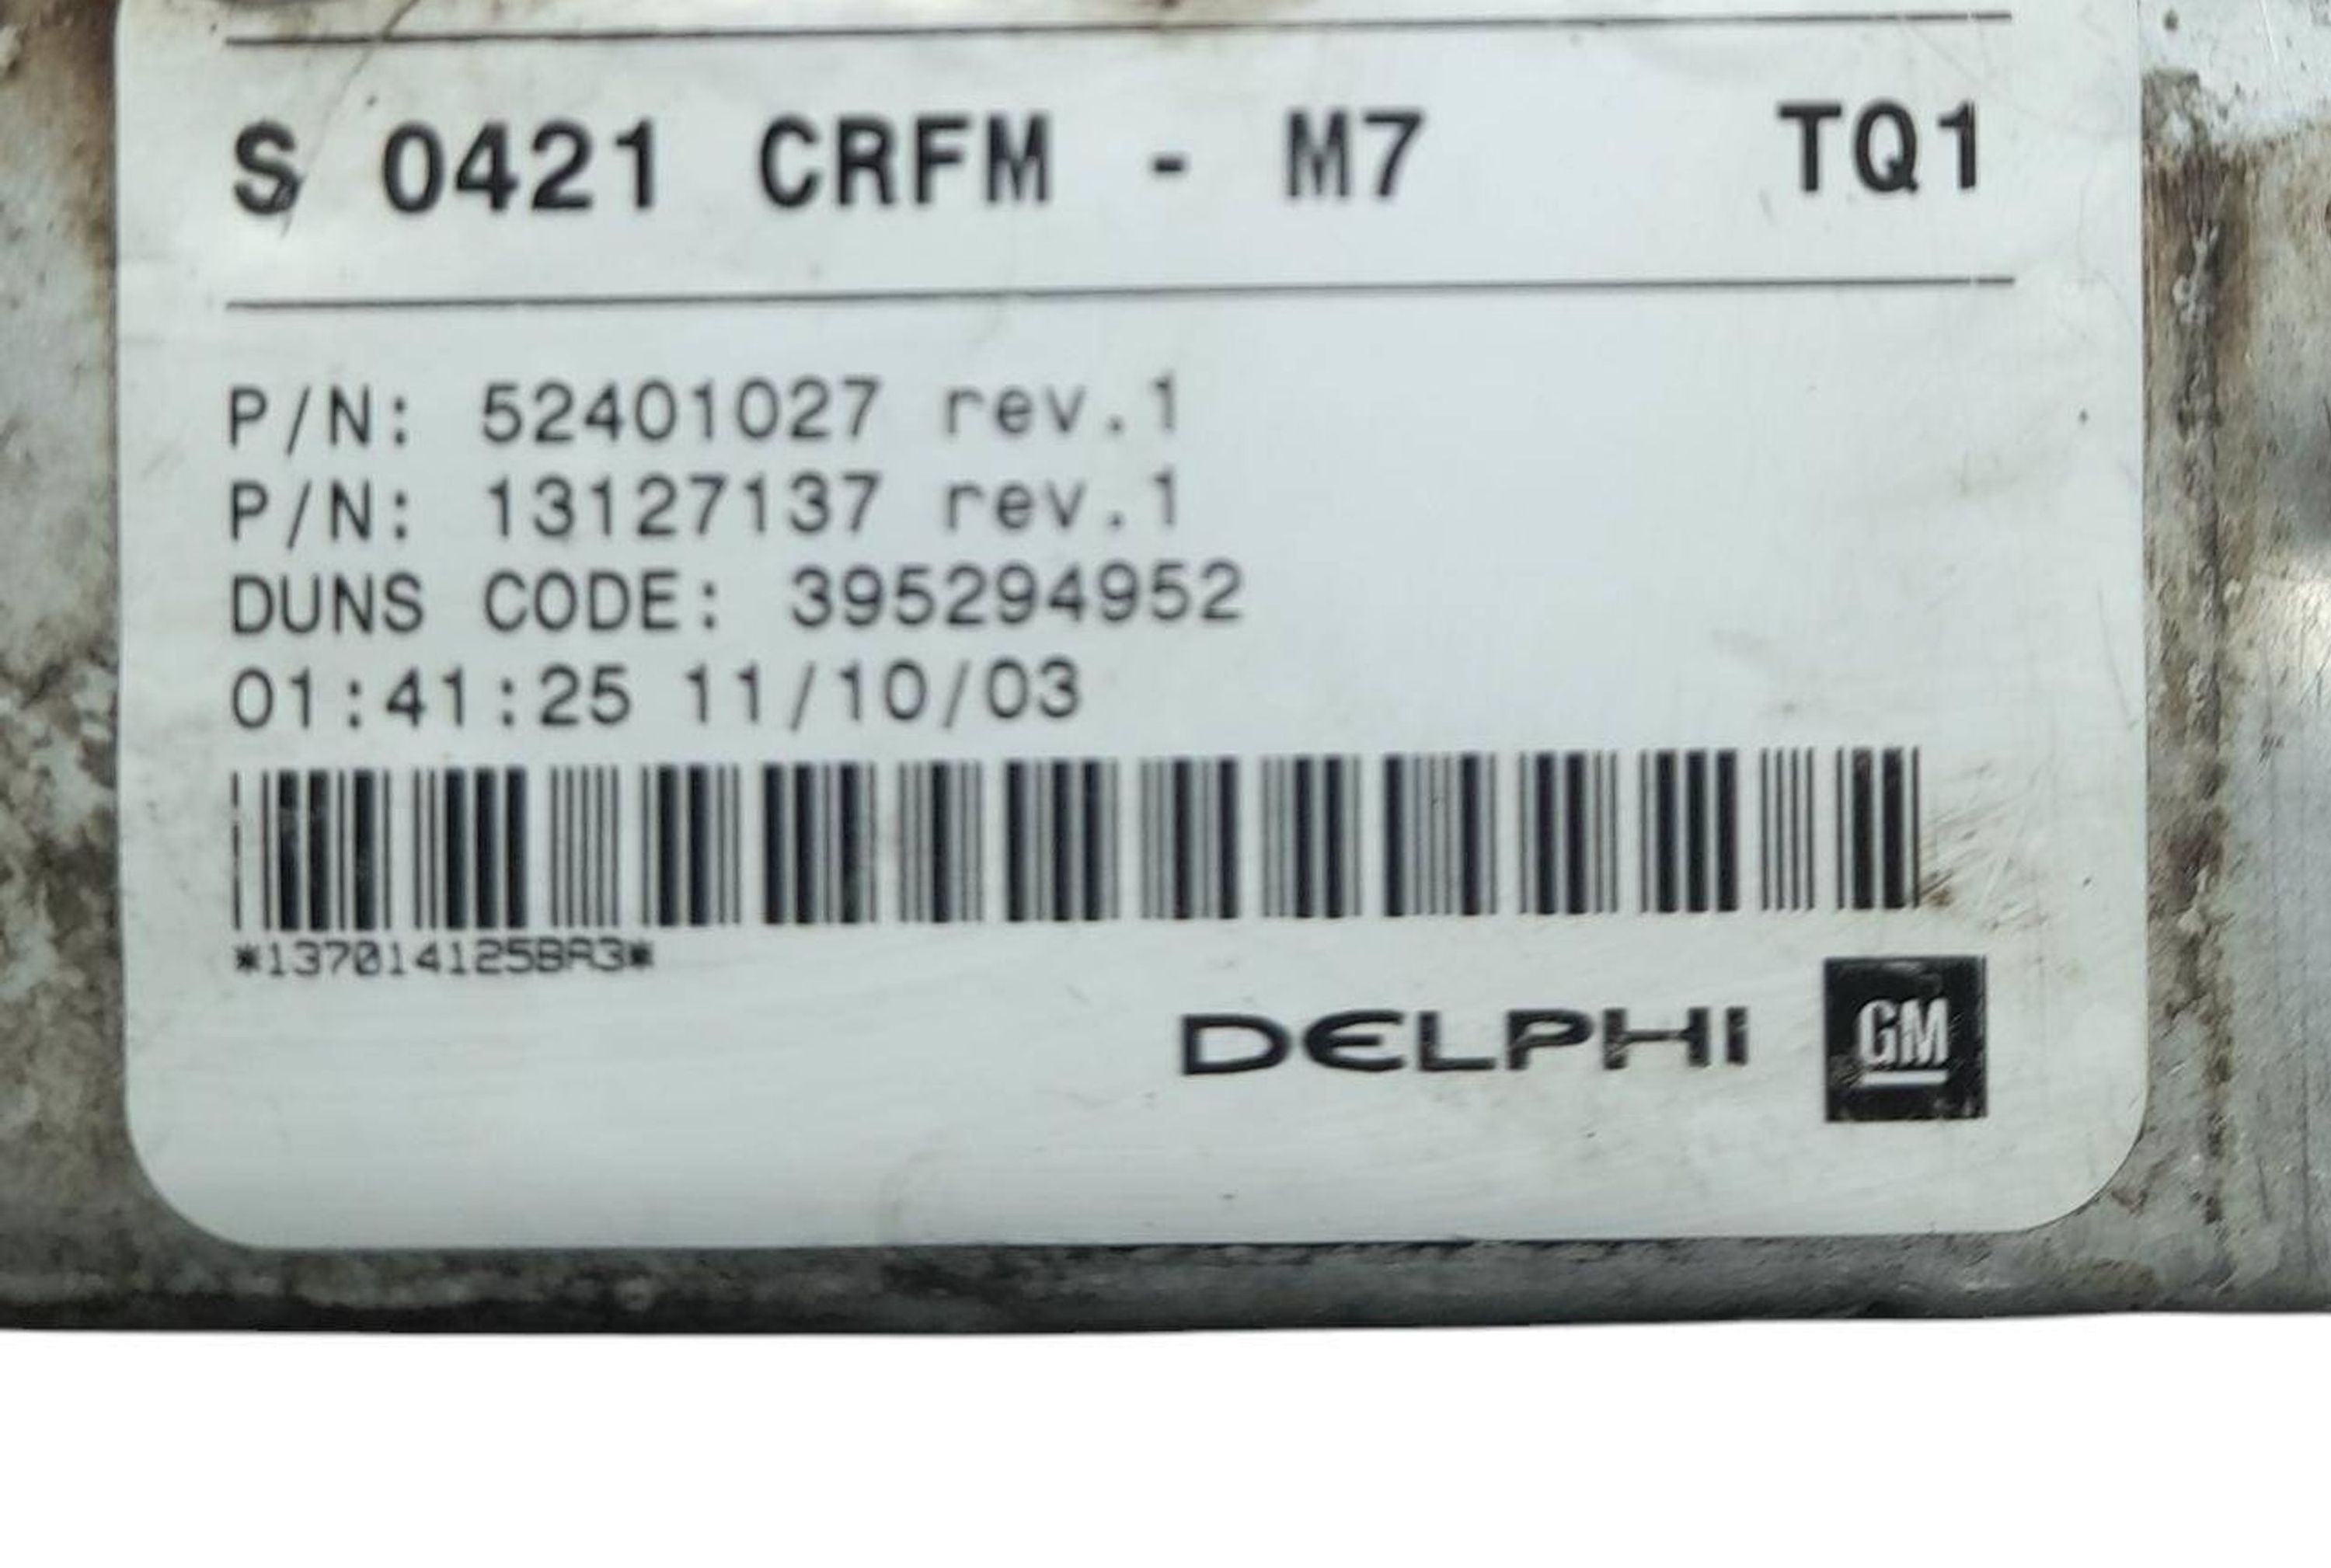 S 0421 CRFM - M7 TQ1
P/N: 52401027 rev.1
P/N: 13127137 rev.1
DUNS CODE: 395294952
01:41:25 11/10/03
*137014125BA3*
DELPHI GM